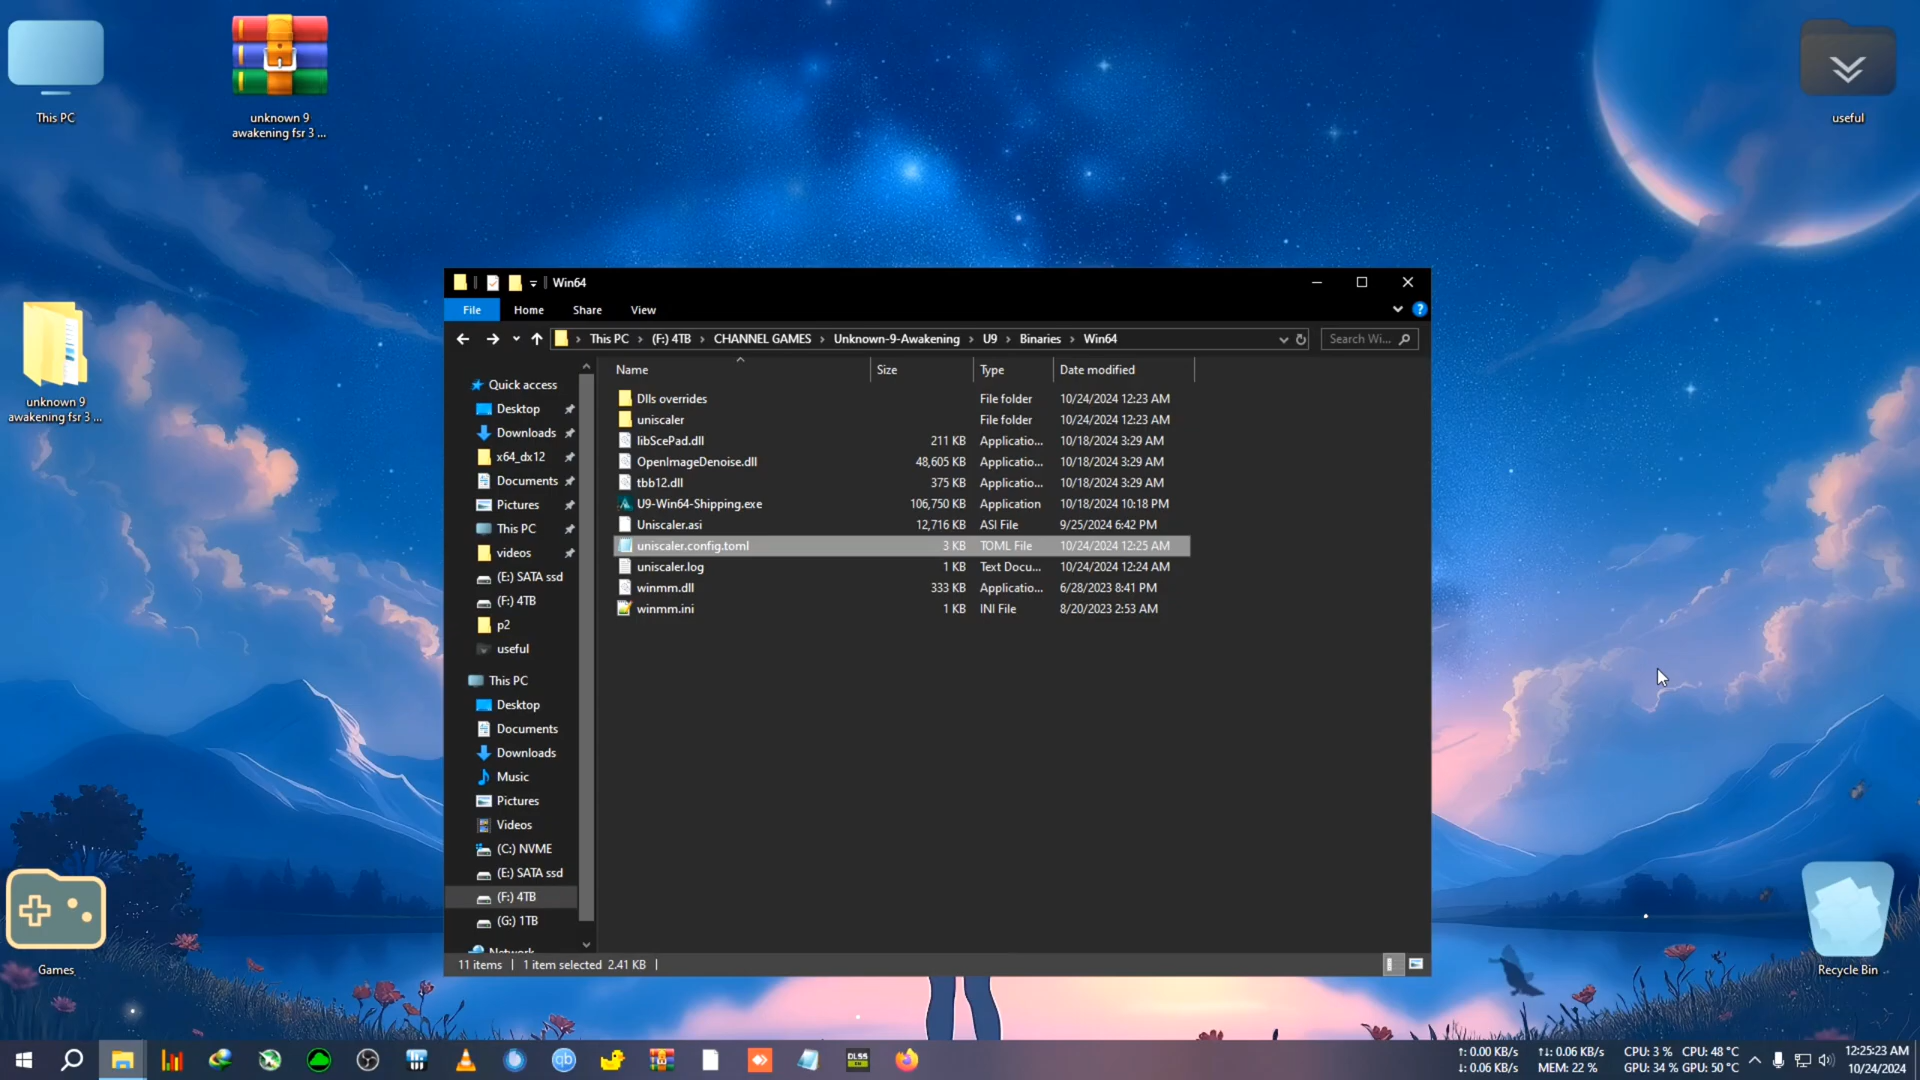 This PC
unknown 9
awakening fsr 3 ...
useful
unknown 9
awakening fsr 3 ...
Games
Recycle Bin
Win64
File
Home
Share
View
This PC
(F:) 4TB
CHANNEL GAMES
Unknown-9-Awakening
U9
Binaries
Win64
Search Wi...
Name
Size
Type
Date modified
Quick access
Desktop
Downloads
x64_dx12
Documents
Pictures
This PC
videos
(E:) SATA ssd
(F:) 4TB
p2
useful
This PC
Desktop
Documents
Downloads
Music
Pictures
Videos
(C:) NVME
(E:) SATA ssd
(F:) 4TB
(G:) 1TB
Network
Dlls overrides File folder 10/24/2024 12:23 AM
uniscaler File folder 10/24/2024 12:23 AM
libScePad.dll 211 KB Applicatio... 10/18/2024 3:29 AM
OpenImageDenoise.dll 48,605 KB Applicatio... 10/18/2024 3:29 AM
tbb12.dll 375 KB Applicatio... 10/18/2024 3:29 AM
U9-Win64-Shipping.exe 106,750 KB Application 10/18/2024 10:18 PM
Uniscaler.asi 12,716 KB ASI File 9/25/2024 6:42 PM
uniscaler.config.toml 3 KB TOML File 10/24/2024 12:25 AM
uniscaler.log 1 KB Text Docu... 10/24/2024 12:24 AM
winmm.dll 333 KB Applicatio... 6/28/2023 8:41 PM
winmm.ini 1 KB INI File 8/20/2023 2:53 AM
11 items
1 item selected 2.41 KB
qb
DLSS
↑: 0.00 KB/s ↑↓: 0.06 KB/s CPU: 3 % CPU: 48 °C
↓: 0.06 KB/s MEM: 22 % GPU: 34 % GPU: 50 °C
12:25:23 AM
10/24/2024